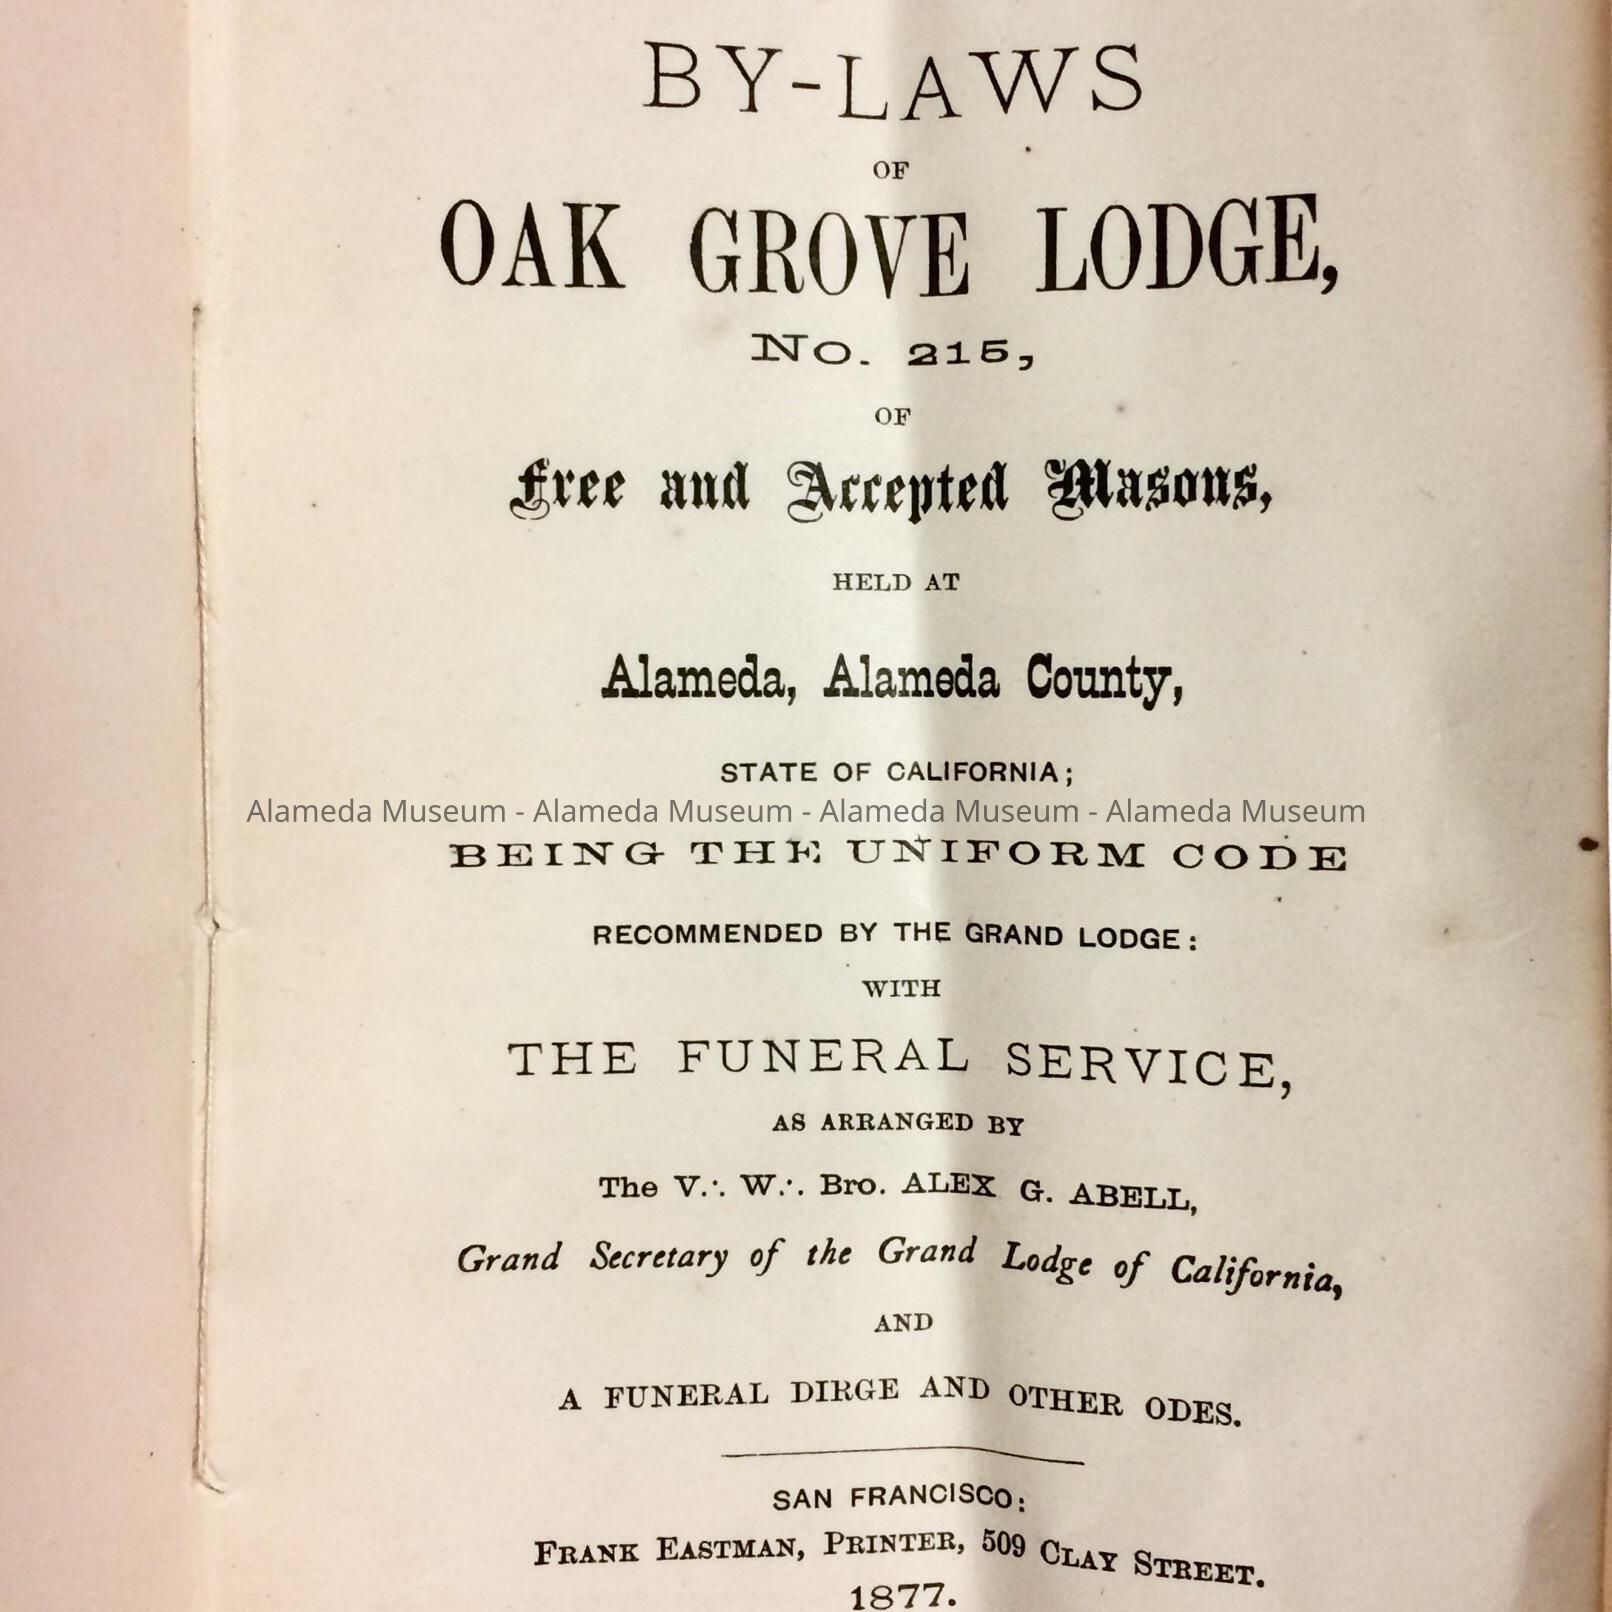 BY-LAWS
OF
OAK GROVE LODGE,
No. 215,
OF
Free and Accepted Masons,
HELD AT
Alameda, Alameda County,
STATE OF CALIFORNIA;
Alameda Museum - Alameda Museum - Alameda Museum - Alameda Museum
BEING THE UNIFORM CODE
RECOMMENDED BY THE GRAND LODGE:
WITH
THE FUNERAL SERVICE,
AS ARRANGED BY
The V.∴ W.∴ Bro. ALEX G. ABELL,
Grand Secretary of the Grand Lodge of California,
AND
A FUNERAL DIRGE AND OTHER ODES.
SAN FRANCISCO:
FRANK EASTMAN, PRINTER, 509 CLAY STREET.
1877.